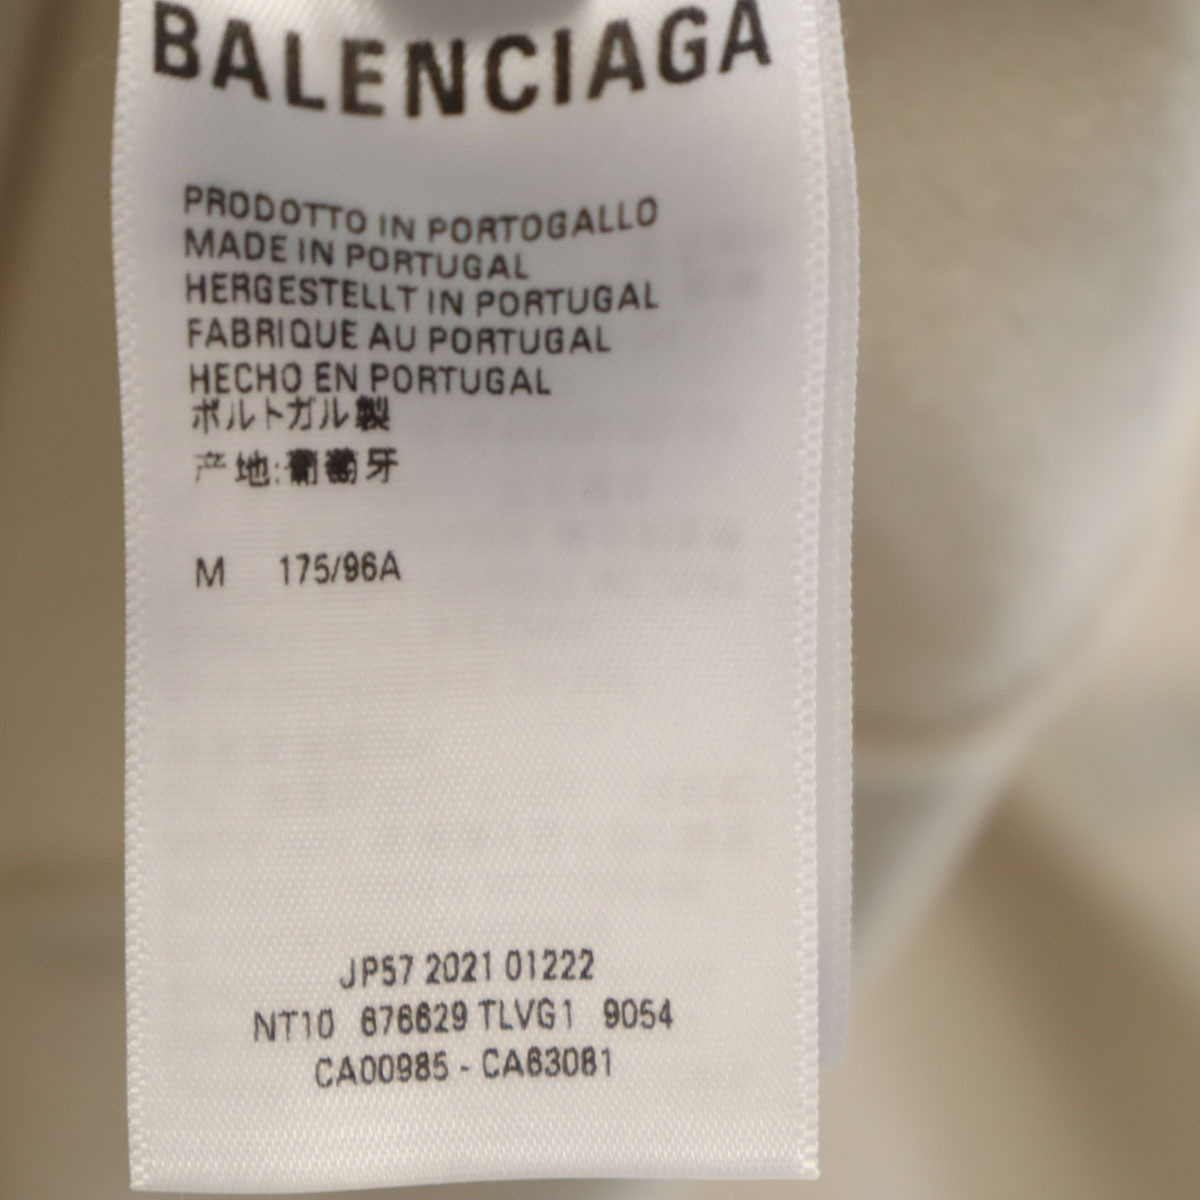 BALENCIAGA
PRODOTTO IN PORTOGALLO
MADE IN PORTUGAL
HERGESTELLT IN PORTUGAL
FABRIQUE AU PORTUGAL
HECHO EN PORTUGAL
ポルトガル製
产地:葡萄牙
M 175/96A
JP57 2021 01222
NT10 676629 TLVG1 9054
CA00985 - CA63081